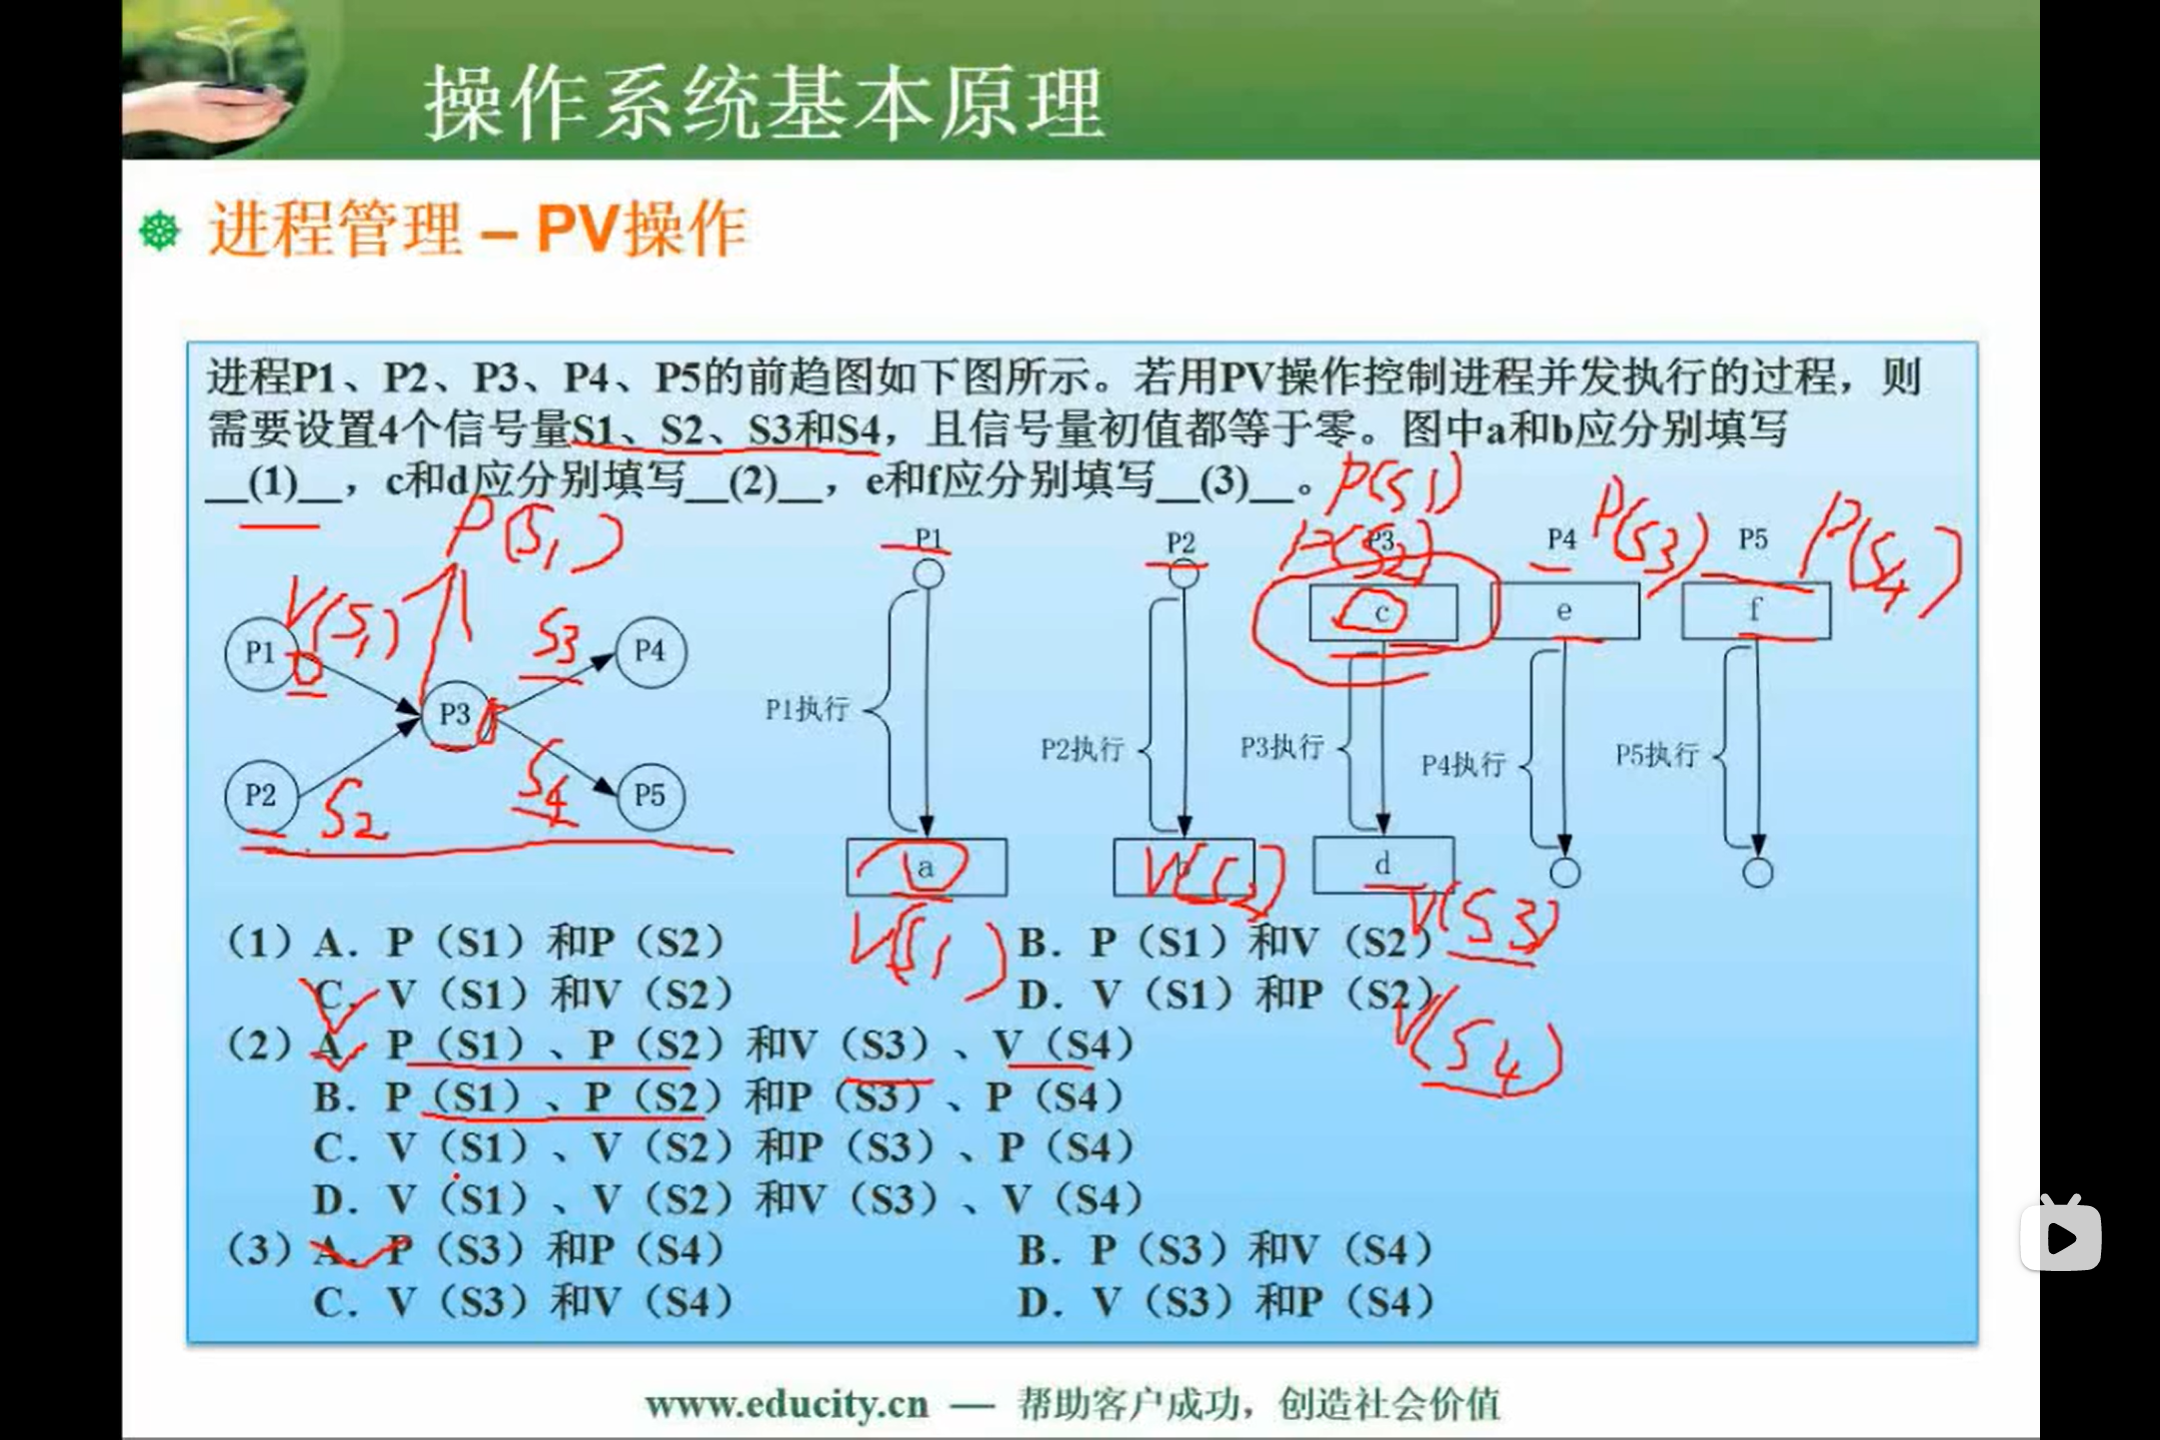 操作系统基本原理
进程管理 – PV操作
进程P1、P2、P3、P4、P5的前趋图如下图所示。若用PV操作控制进程并发执行的过程，则
需要设置4个信号量S1、S2、S3和S4，且信号量初值都等于零。图中a和b应分别填写
__(1)__，c和d应分别填写__(2)__，e和f应分别填写__(3)__。
P(S1)
P(S2)
P(S3)
P(S4)
P(S1)
V(S1)
P1
P2
P3
P4
P5
S2
S3
S4
P1
P2
P3
P4
P5
c
e
f
P1执行
P2执行
P3执行
P4执行
P5执行
a
d
V(S1)
V(S2)
V(S3)
V(S4)
（1）A．P（S1）和P（S2） B．P（S1）和V（S2）
C．V（S1）和V（S2） D．V（S1）和P（S2）
（2）A．P（S1）、P（S2）和V（S3）、V（S4）
B．P（S1）、P（S2）和P（S3）、P（S4）
C．V（S1）、V（S2）和P（S3）、P（S4）
D．V（S1）、V（S2）和V（S3）、V（S4）
（3）A．P（S3）和P（S4） B．P（S3）和V（S4）
C．V（S3）和V（S4） D．V（S3）和P（S4）
www.educity.cn — 帮助客户成功，创造社会价值